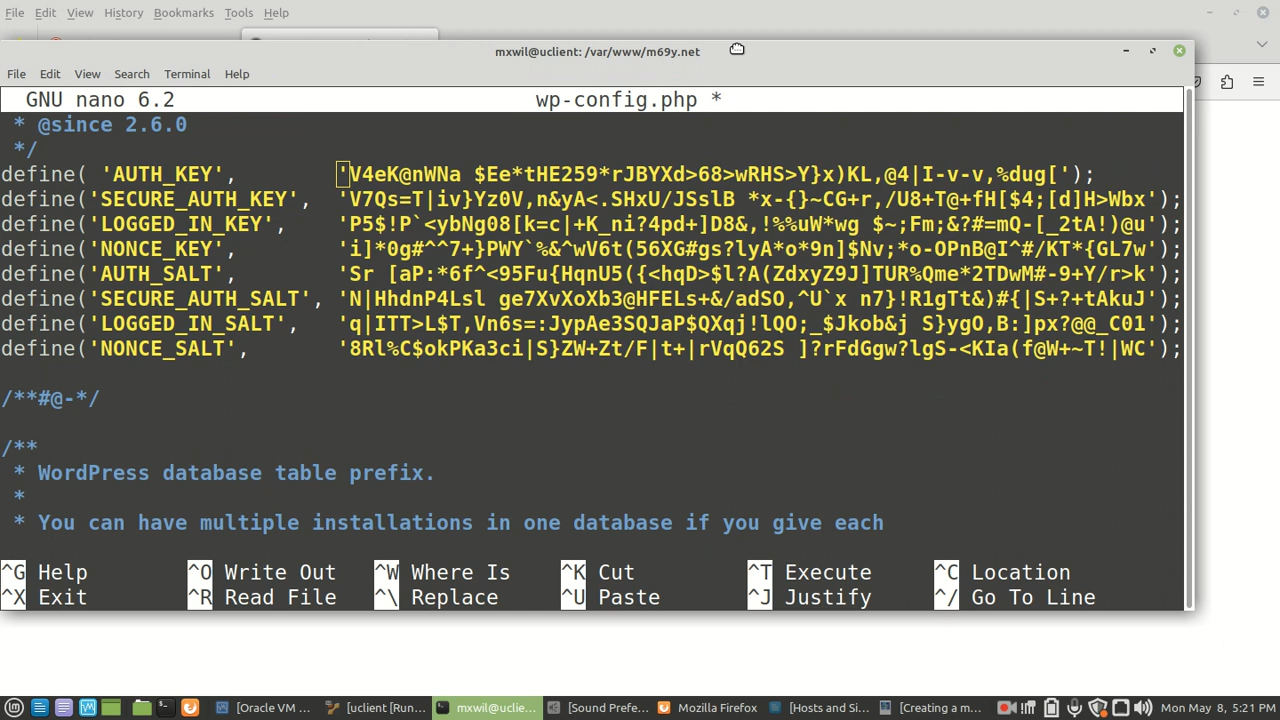 File Edit View History Bookmarks Tools Help
mxwil@uclient: /var/www/m69y.net
File Edit View Search Terminal Help
GNU nano 6.2 wp-config.php *
* @since 2.6.0
*/
define( 'AUTH_KEY', 'V4eK@nWNa $Ee*tHE259*rJBYXd>68>wRHS>Y}x)KL,@4|I-v-v,%dug[');
define('SECURE_AUTH_KEY', 'V7Qs=T|iv}Yz0V,n&yA<.SHxU/JSslB *x-{}~CG+r,/U8+T@+fH[$4;[d]H>Wbx');
define('LOGGED_IN_KEY', 'P5$!P`<ybNg08[k=c|+K_ni?4pd+]D8&,!%%uW*wg $~;Fm;&?#=mQ-[_2tA!)@u');
define('NONCE_KEY', 'i]*0g#^^7+}PWY`%&^wV6t(56XG#gs?lyA*o*9n]$Nv;*o-OPnB@I^#/KT*{GL7w');
define('AUTH_SALT', 'Sr [aP:*6f^<95Fu{HqnU5({<hqD>$l?A(ZdxyZ9J]TUR%Qme*2TDwM#-9+Y/r>k');
define('SECURE_AUTH_SALT', 'N|HhdnP4Lsl ge7XvXoXb3@HFELs+&/adSO,^U`x n7}!R1gTt&)#{|S+?+tAkuJ');
define('LOGGED_IN_SALT', 'q|ITT>L$T,Vn6s=:JypAe3SQJaP$QXqj!lQO;_$Jkob&j S}ygO,B:]px?@@_C01');
define('NONCE_SALT', '8Rl%C$okPKa3ci|S}ZW+Zt/F|t+|rVqQ62S ]?rFdGgw?lgS-<KIa(f@W+~T!|WC');
/**#@-*/
/**
* WordPress database table prefix.
*
* You can have multiple installations in one database if you give each
^G Help ^O Write Out ^W Where Is ^K Cut ^T Execute ^C Location
^X Exit ^R Read File ^\ Replace ^U Paste ^J Justify ^/ Go To Line
[Oracle VM ... [uclient [Run... mxwil@uclie... [Sound Prefe... Mozilla Firefox [Hosts and Si... [Creating a m... Mon May 8, 5:21 PM